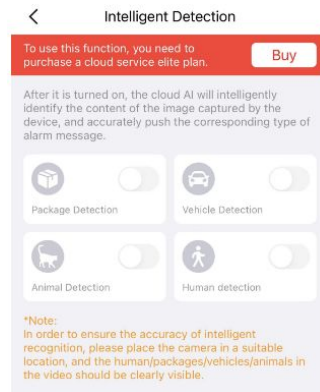 Intelligent Detection
To use this function, you need to
purchase a cloud service elite plan.
Buy
After it is turned on, the cloud AI will intelligently
identify the content of the image captured by the
device, and accurately push the corresponding type of
alarm message.
Package Detection
Vehicle Detection
Animal Detection
Human detection
*Note:
In order to ensure the accuracy of intelligent
recognition, please place the camera in a suitable
location, and the human/packages/vehicles/animals in
the video should be clearly visible.